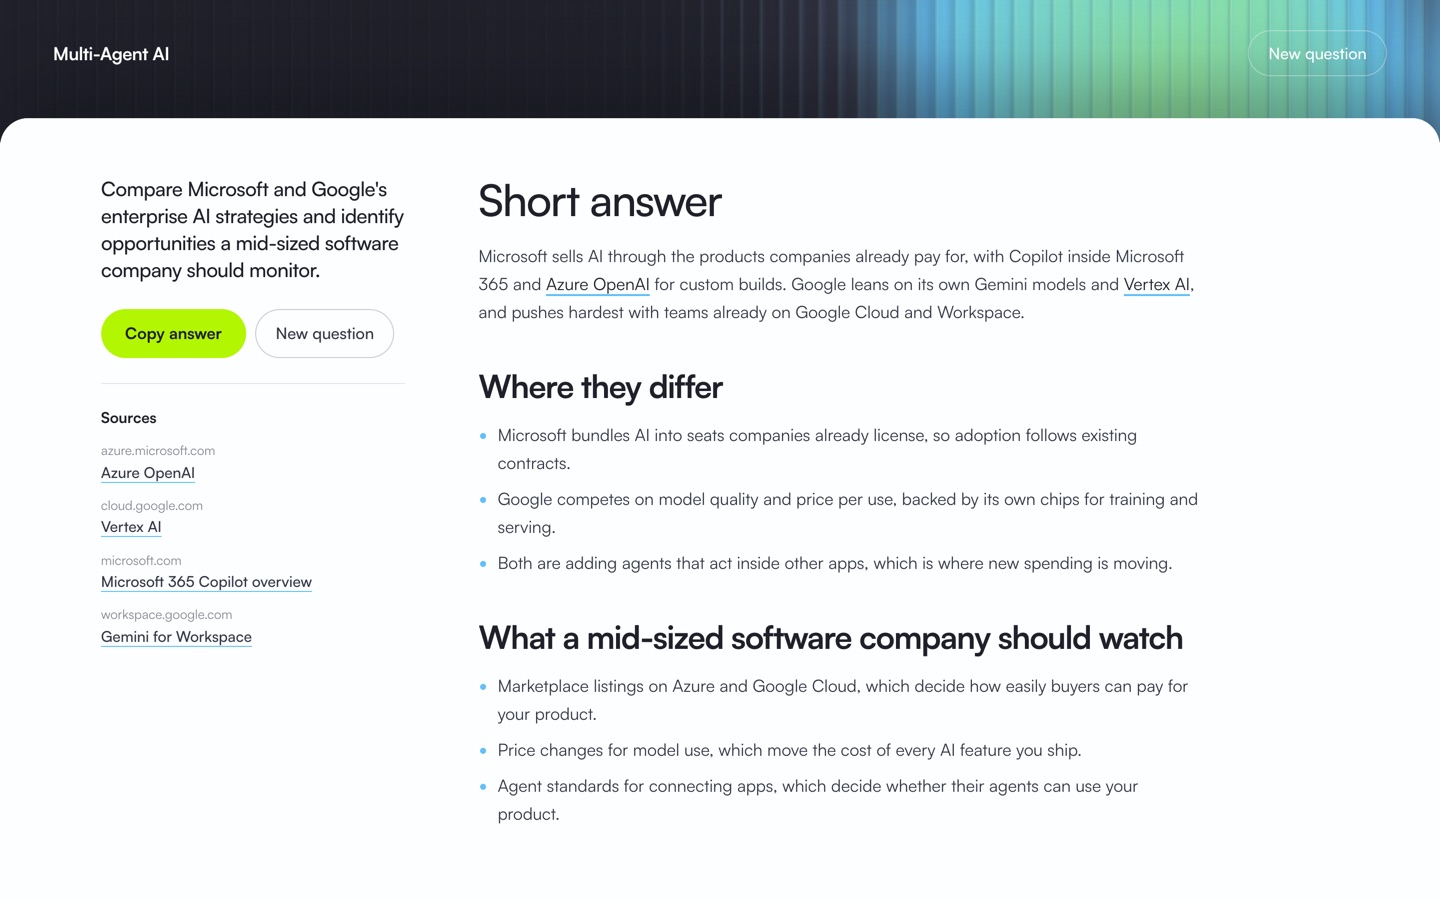 Multi-Agent AI
New question
Compare Microsoft and Google's
enterprise AI strategies and identify
opportunities a mid-sized software
company should monitor.
Copy answer
New question
Sources
azure.microsoft.com
Azure OpenAI
cloud.google.com
Vertex AI
microsoft.com
Microsoft 365 Copilot overview
workspace.google.com
Gemini for Workspace
Short answer
Microsoft sells AI through the products companies already pay for, with Copilot inside Microsoft
365 and Azure OpenAI for custom builds. Google leans on its own Gemini models and Vertex AI,
and pushes hardest with teams already on Google Cloud and Workspace.
Where they differ
Microsoft bundles AI into seats companies already license, so adoption follows existing
contracts.
Google competes on model quality and price per use, backed by its own chips for training and
serving.
Both are adding agents that act inside other apps, which is where new spending is moving.
What a mid-sized software company should watch
Marketplace listings on Azure and Google Cloud, which decide how easily buyers can pay for
your product.
Price changes for model use, which move the cost of every AI feature you ship.
Agent standards for connecting apps, which decide whether their agents can use your
product.